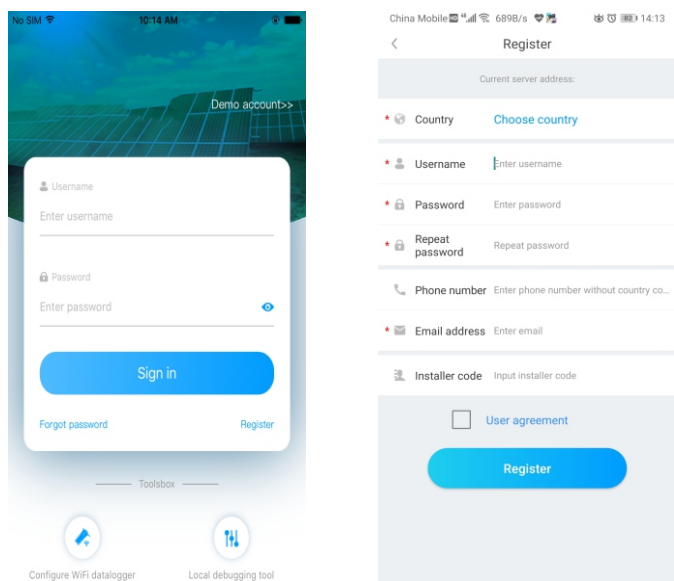 No SIM 10:14 AM
Demo account>>
Username
Enter username
Password
Enter password
Sign in
Forgot password Register
Toolsbox
Configure WiFi datalogger Local debugging tool
China Mobile 689B/s 82 14:13
Register
Current server address:
* Country Choose country
* Username Enter username
* Password Enter password
* Repeat password Repeat password
Phone number Enter phone number without country co...
* Email address Enter email
Installer code Input installer code
User agreement
Register